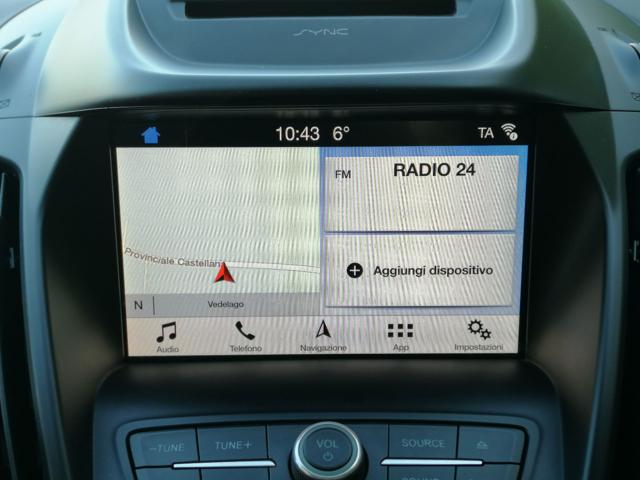 SYNC
10:43 6° TA
FM RADIO 24
Provinciale Castellana
Aggiungi dispositivo
N Vedelago
Audio Telefono Navigazione App Impostazioni
−TUNE TUNE+ VOL SOURCE